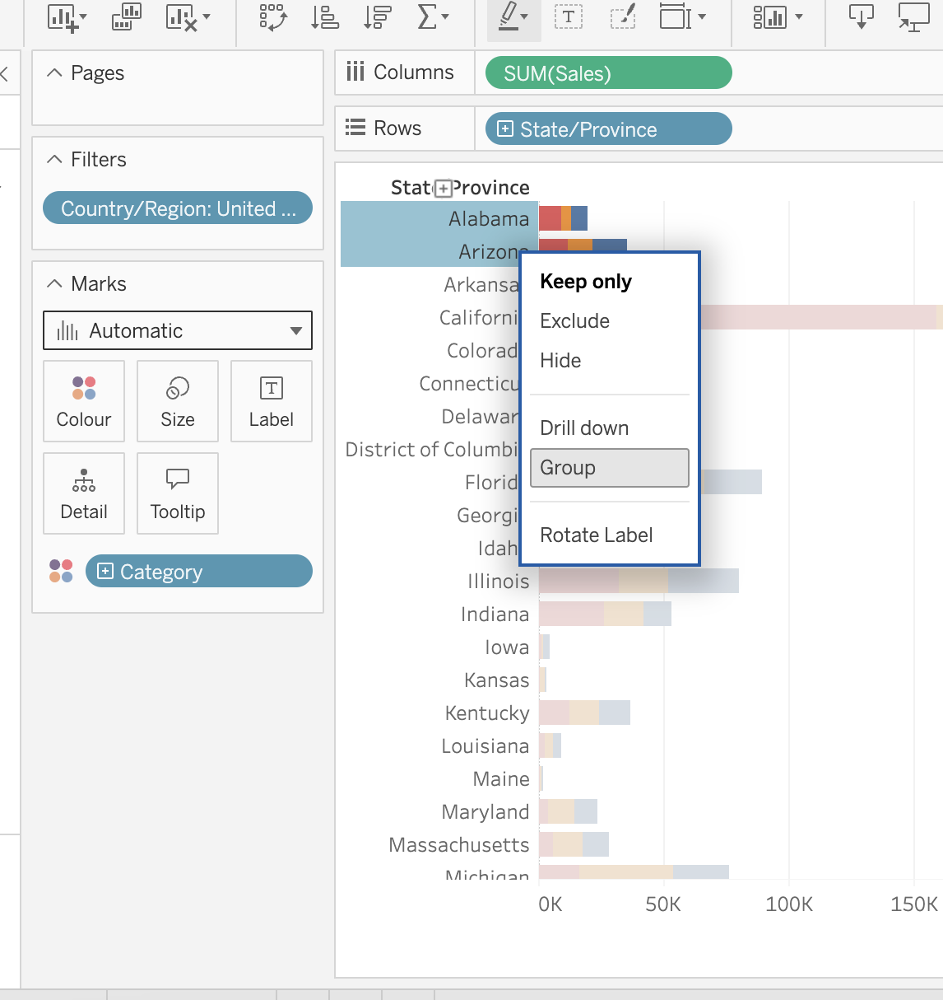 Pages
Columns
SUM(Sales)
Rows
State/Province
Filters
Country/Region: United ...
Marks
Automatic
Colour
Size
T
Label
Detail
Tooltip
Category
State Province
Alabama
Arizona
Arkansa
Californi
Colorad
Connecticu
Delawar
District of Columbi
Florid
Georgi
Idah
Illinois
Indiana
Iowa
Kansas
Kentucky
Louisiana
Maine
Maryland
Massachusetts
Michigan
Keep only
Exclude
Hide
Drill down
Group
Rotate Label
0K 50K 100K 150K